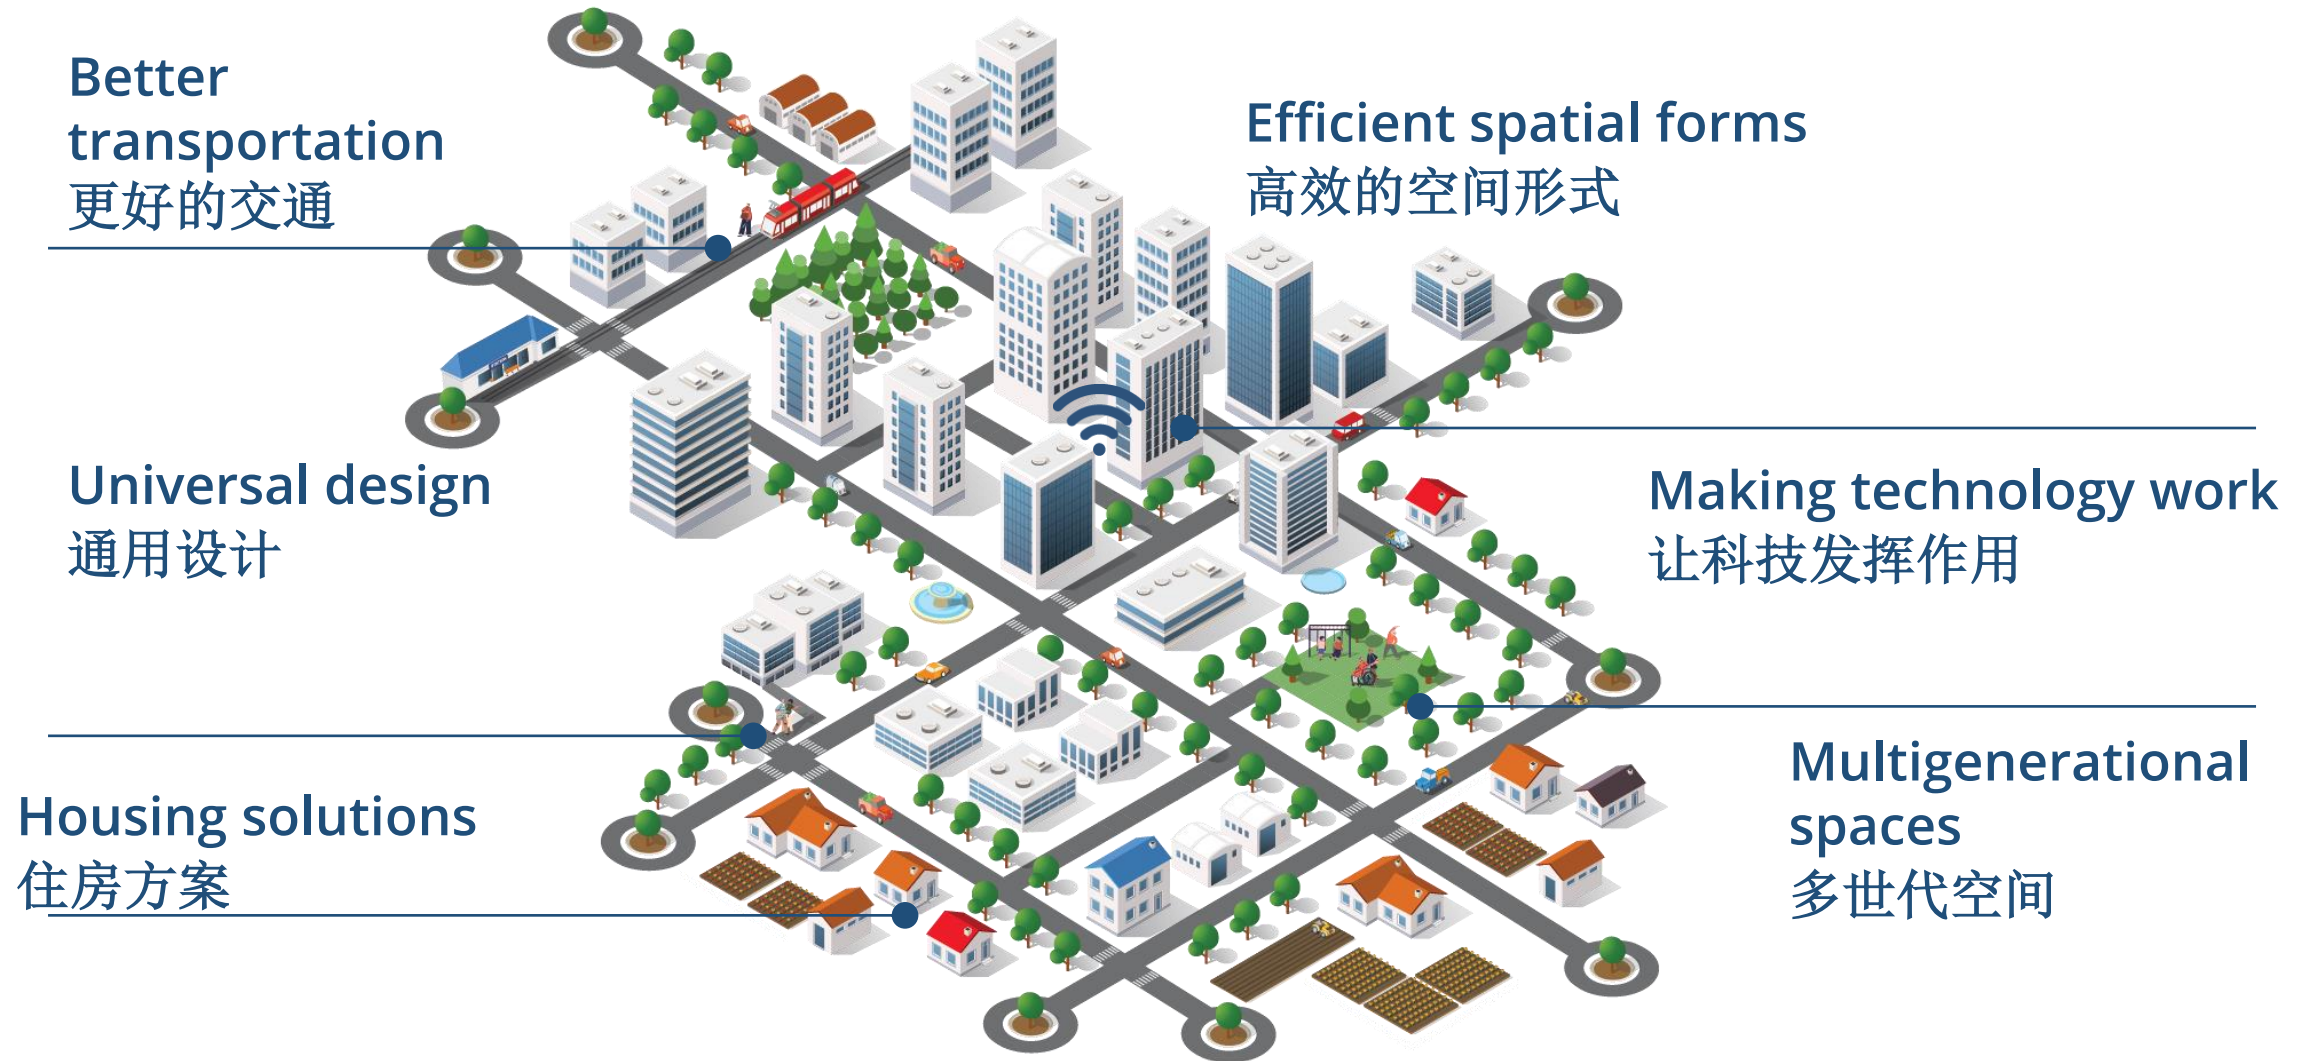 Better
transportation
更好的交通
Efficient spatial forms
高效的空间形式
Universal design
通用设计
Making technology work
让科技发挥作用
Housing solutions
住房方案
Multigenerational
spaces
多世代空间